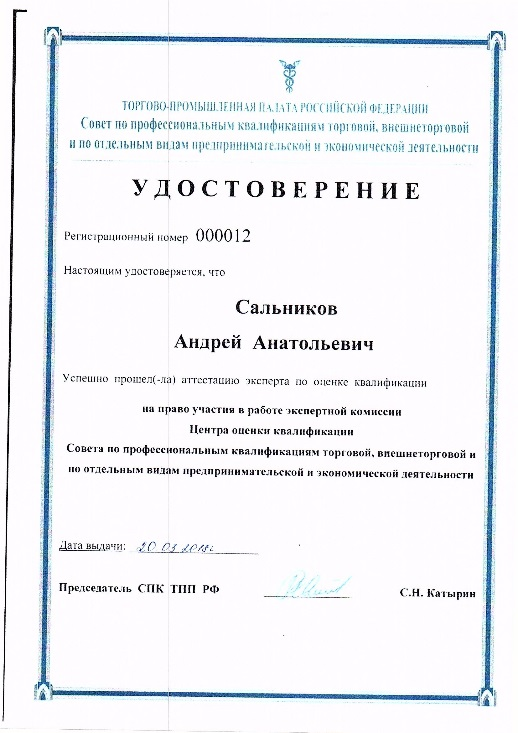 ТОРГОВО-ПРОМЫШЛЕННАЯ ПАЛАТА РОССИЙСКОЙ ФЕДЕРАЦИИ
Совет по профессиональным квалификациям торговой, внешнеторговой
и по отдельным видам предпринимательской и экономической деятельности
УДОСТОВЕРЕНИЕ
Регистрационный номер 000012
Настоящим удостоверяется, что
Сальников
Андрей Анатольевич
Успешно прошел(-ла) аттестацию эксперта по оценке квалификации
на право участия в работе экспертной комиссии
Центра оценки квалификации
Совета по профессиональным квалификациям торговой, внешнеторговой и
по отдельным видам предпринимательской и экономической деятельности
Дата выдачи:
Председатель СПК ТПП РФ
С.Н. Катырин